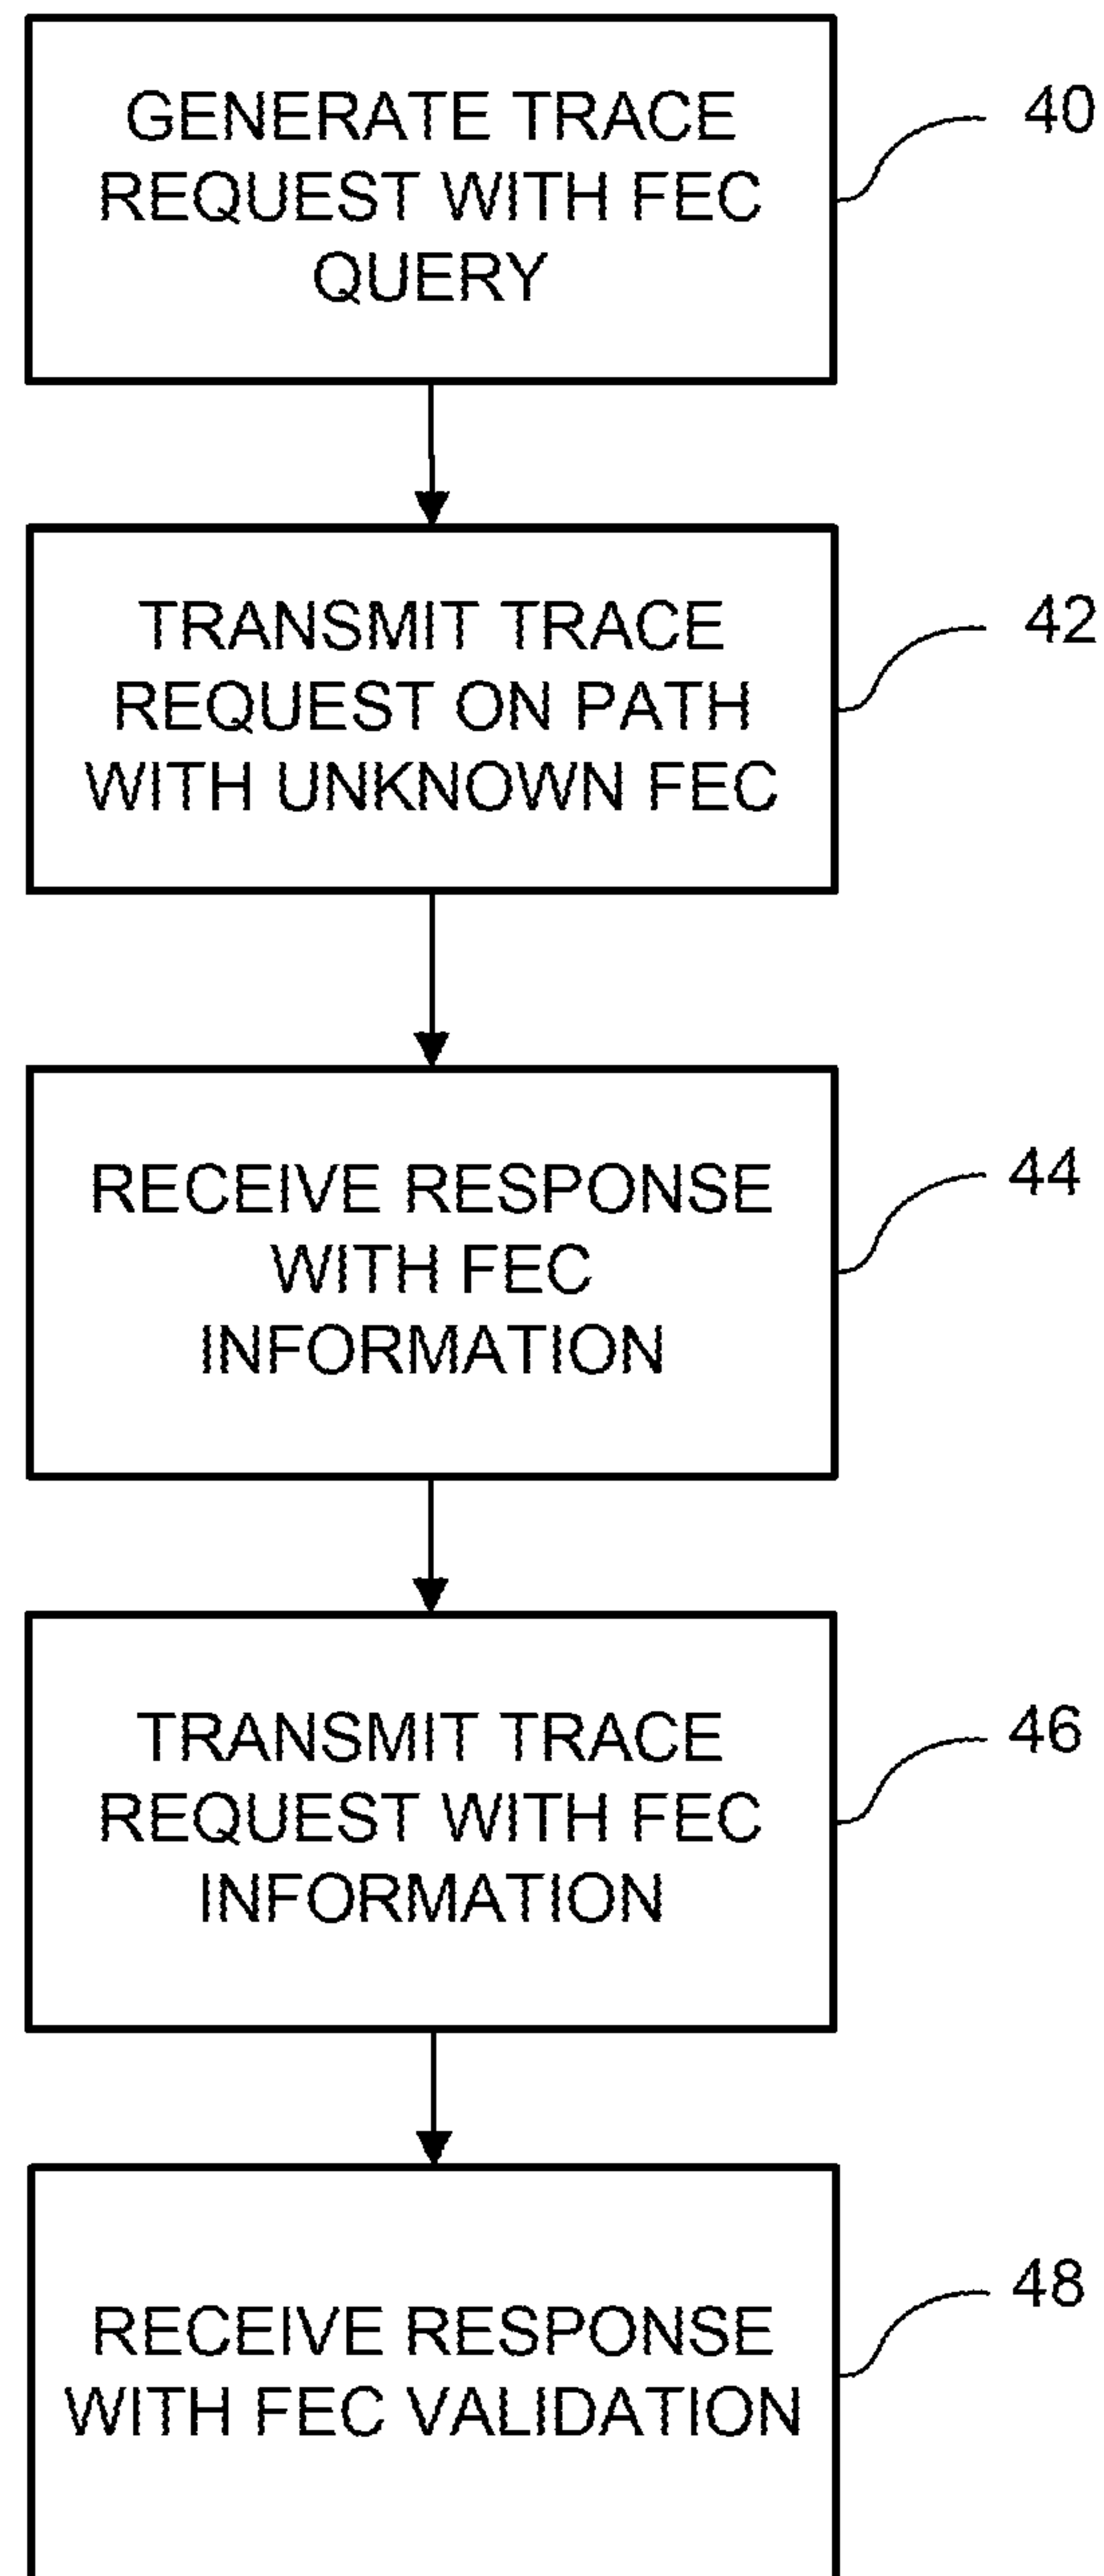 GENERATE TRACE
REQUEST WITH FEC
QUERY
40
TRANSMIT TRACE
REQUEST ON PATH
WITH UNKNOWN FEC
42
RECEIVE RESPONSE
WITH FEC
INFORMATION
44
TRANSMIT TRACE
REQUEST WITH FEC
INFORMATION
46
RECEIVE RESPONSE
WITH FEC VALIDATION
48